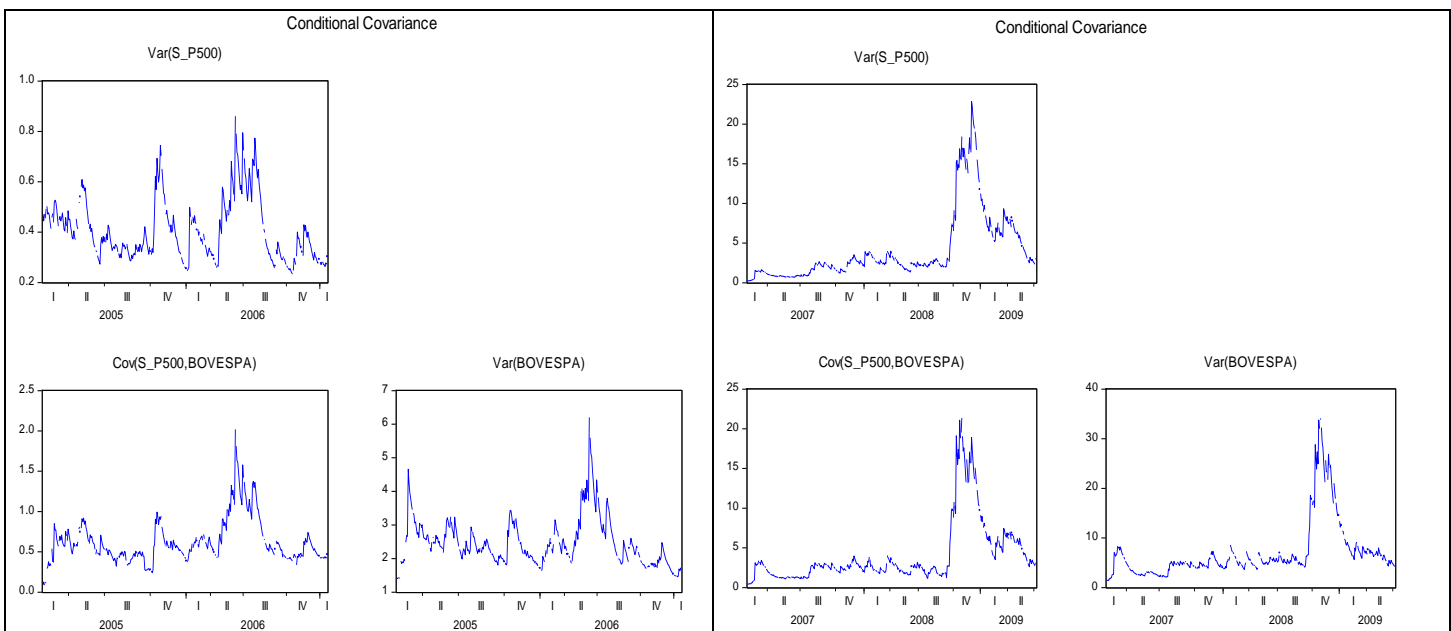 Conditional Covariance
Var(S_P500)
1.0
0.8
0.6
0.4
0.2
I II III IV I II III IV I
2005 2006
Cov(S_P500,BOVESPA)
2.5
2.0
1.5
1.0
0.5
0.0
I II III IV I II III IV I
2005 2006
Var(BOVESPA)
7
6
5
4
3
2
1
I II III IV I II III IV I
2005 2006
Conditional Covariance
Var(S_P500)
25
20
15
10
5
0
I II III IV I II III IV I II
2007 2008 2009
Cov(S_P500,BOVESPA)
25
20
15
10
5
0
I II III IV I II III IV I II
2007 2008 2009
Var(BOVESPA)
40
30
20
10
0
I II III IV I II III IV I II
2007 2008 2009